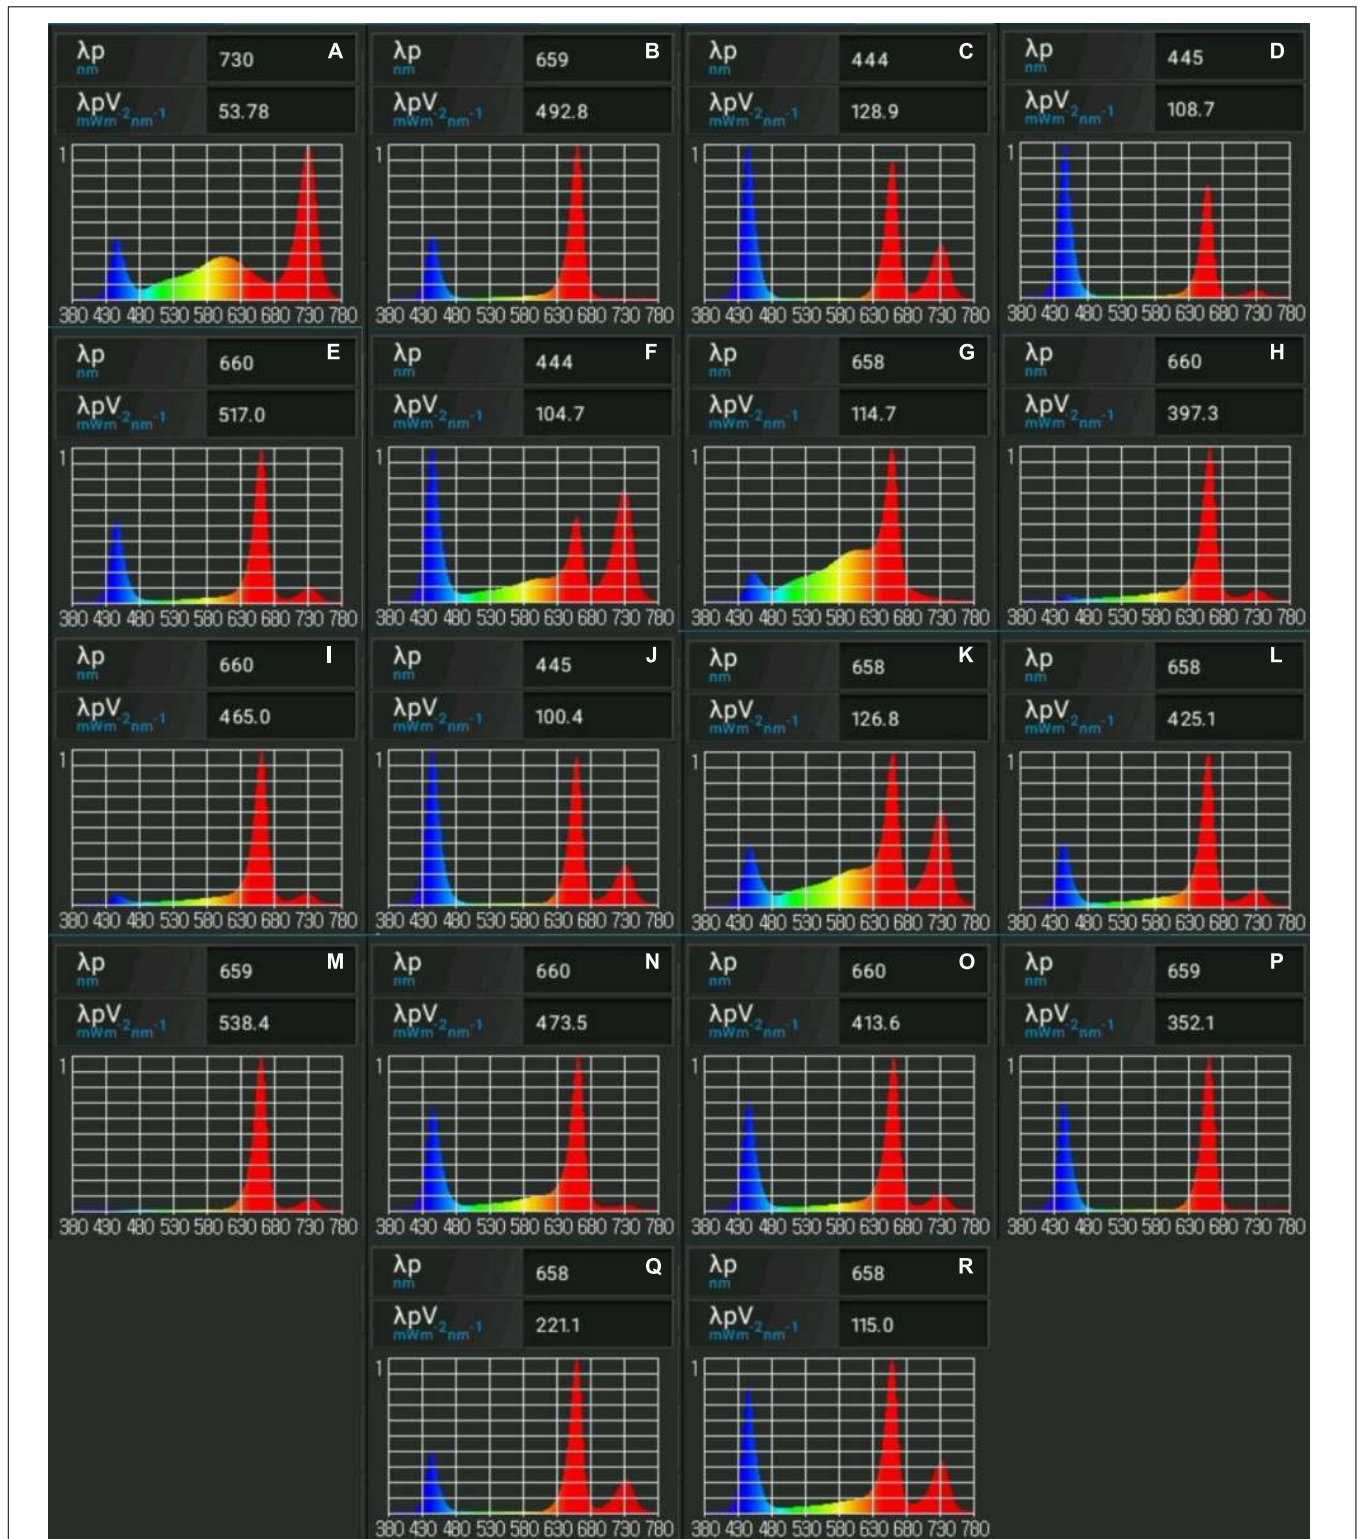 λp nm 730 A λp nm 659 B λp nm 444 C λp nm 445 D
λpV mWm-2nm-1 53.78 λpV mWm-2nm-1 492.8 λpV mWm-2nm-1 128.9 λpV mWm-2nm-1 108.7
1 1 1 1
380 430 480 530 580 630 680 730 780 380 430 480 530 580 630 680 730 780 380 430 480 530 580 630 680 730 780 380 430 480 530 580 630 680 730 780
λp nm 660 E λp nm 444 F λp nm 658 G λp nm 660 H
λpV mWm-2nm-1 517.0 λpV mWm-2nm-1 104.7 λpV mWm-2nm-1 114.7 λpV mWm-2nm-1 397.3
1 1 1 1
380 430 480 530 580 630 680 730 780 380 430 480 530 580 630 680 730 780 380 430 480 530 580 630 680 730 780 380 430 480 530 580 630 680 730 780
λp nm 660 I λp nm 445 J λp nm 658 K λp nm 658 L
λpV mWm-2nm-1 465.0 λpV mWm-2nm-1 100.4 λpV mWm-2nm-1 126.8 λpV mWm-2nm-1 425.1
1 1 1 1
380 430 480 530 580 630 680 730 780 380 430 480 530 580 630 680 730 780 380 430 480 530 580 630 680 730 780 380 430 480 530 580 630 680 730 780
λp nm 659 M λp nm 660 N λp nm 660 O λp nm 659 P
λpV mWm-2nm-1 538.4 λpV mWm-2nm-1 473.5 λpV mWm-2nm-1 413.6 λpV mWm-2nm-1 352.1
1 1 1 1
380 430 480 530 580 630 680 730 780 380 430 480 530 580 630 680 730 780 380 430 480 530 580 630 680 730 780 380 430 480 530 580 630 680 730 780
λp nm 658 Q λp nm 658 R
λpV mWm-2nm-1 221.1 λpV mWm-2nm-1 115.0
1 1
380 430 480 530 580 630 680 730 780 380 430 480 530 580 630 680 730 780